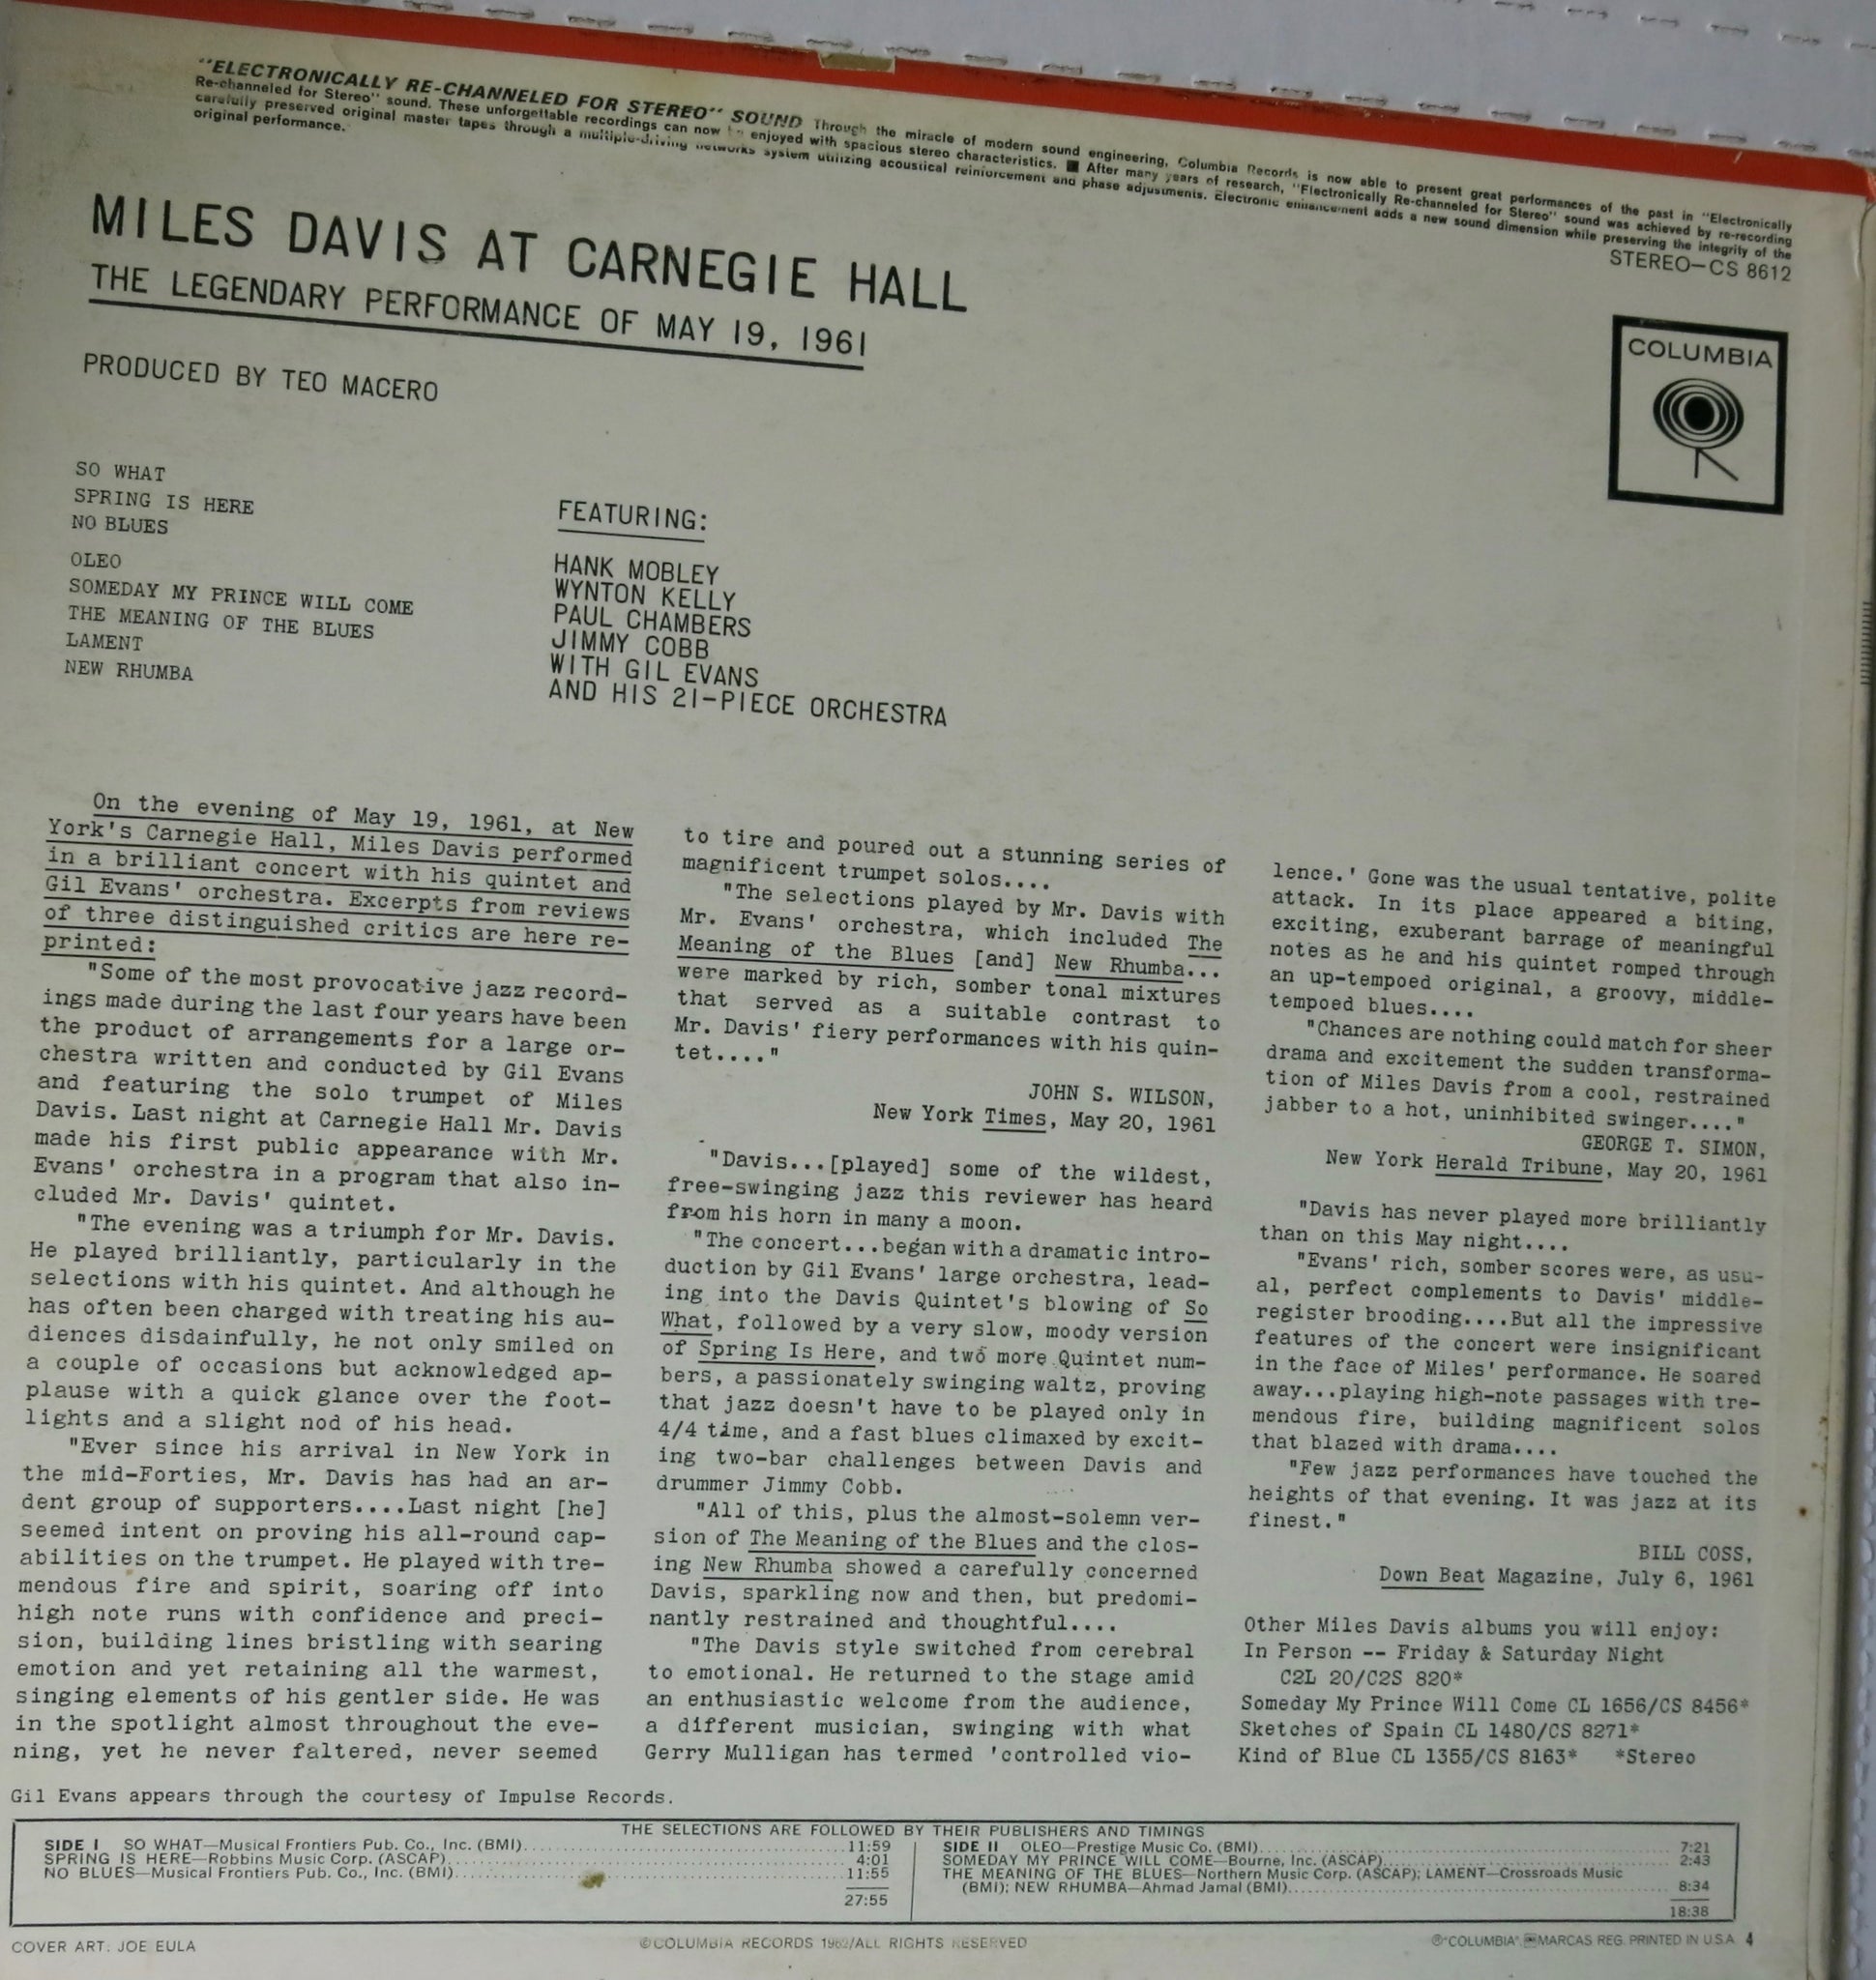 "ELECTRONICALLY RE-CHANNELED FOR STEREO" SOUND Through the miracle of modern sound engineering, Columbia Records is now able to present great performances of the past in "Electronically
Re-channeled for Stereo" sound. These unforgettable recordings can now be enjoyed with spacious stereo characteristics. ■ After many years of research, "Electronically Re-channeled for Stereo" sound was achieved by re-recording
carefully preserved original master tapes through a multiple-driving networks system utilizing acoustical reinforcement and phase adjustments. Electronic enhancement adds a new sound dimension while preserving the integrity of the
original performance.
STEREO—CS 8612
MILES DAVIS AT CARNEGIE HALL
THE LEGENDARY PERFORMANCE OF MAY 19, 1961
COLUMBIA
PRODUCED BY TEO MACERO
SO WHAT
SPRING IS HERE
NO BLUES
OLEO
SOMEDAY MY PRINCE WILL COME
THE MEANING OF THE BLUES
LAMENT
NEW RHUMBA
FEATURING:
HANK MOBLEY
WYNTON KELLY
PAUL CHAMBERS
JIMMY COBB
WITH GIL EVANS
AND HIS 21-PIECE ORCHESTRA
On the evening of May 19, 1961, at New
York's Carnegie Hall, Miles Davis performed
in a brilliant concert with his quintet and
Gil Evans' orchestra. Excerpts from reviews
of three distinguished critics are here re-
printed:
"Some of the most provocative jazz record-
ings made during the last four years have been
the product of arrangements for a large or-
chestra written and conducted by Gil Evans
and featuring the solo trumpet of Miles
Davis. Last night at Carnegie Hall Mr. Davis
made his first public appearance with Mr.
Evans' orchestra in a program that also in-
cluded Mr. Davis' quintet.
"The evening was a triumph for Mr. Davis.
He played brilliantly, particularly in the
selections with his quintet. And although he
has often been charged with treating his au-
diences disdainfully, he not only smiled on
a couple of occasions but acknowledged ap-
plause with a quick glance over the foot-
lights and a slight nod of his head.
"Ever since his arrival in New York in
the mid-Forties, Mr. Davis has had an ar-
dent group of supporters....Last night [he]
seemed intent on proving his all-round cap-
abilities on the trumpet. He played with tre-
mendous fire and spirit, soaring off into
high note runs with confidence and preci-
sion, building lines bristling with searing
emotion and yet retaining all the warmest,
singing elements of his gentler side. He was
in the spotlight almost throughout the eve-
ning, yet he never faltered, never seemed
to tire and poured out a stunning series of
magnificent trumpet solos....
"The selections played by Mr. Davis with
Mr. Evans' orchestra, which included The
Meaning of the Blues [and] New Rhumba...
were marked by rich, somber tonal mixtures
that served as a suitable contrast to
Mr. Davis' fiery performances with his quin-
tet...."
JOHN S. WILSON,
New York Times, May 20, 1961
"Davis...[played] some of the wildest,
free-swinging jazz this reviewer has heard
from his horn in many a moon.
"The concert...began with a dramatic intro-
duction by Gil Evans' large orchestra, lead-
ing into the Davis Quintet's blowing of So
What, followed by a very slow, moody version
of Spring Is Here, and two more Quintet num-
bers, a passionately swinging waltz, proving
that jazz doesn't have to be played only in
4/4 time, and a fast blues climaxed by excit-
ing two-bar challenges between Davis and
drummer Jimmy Cobb.
"All of this, plus the almost-solemn ver-
sion of The Meaning of the Blues and the clos-
ing New Rhumba showed a carefully concerned
Davis, sparkling now and then, but predomi-
nantly restrained and thoughtful....
"The Davis style switched from cerebral
to emotional. He returned to the stage amid
an enthusiastic welcome from the audience,
a different musician, swinging with what
Gerry Mulligan has termed 'controlled vio-
lence.' Gone was the usual tentative, polite
attack. In its place appeared a biting,
exciting, exuberant barrage of meaningful
notes as he and his quintet romped through
an up-tempoed original, a groovy, middle-
tempoed blues....
"Chances are nothing could match for sheer
drama and excitement the sudden transforma-
tion of Miles Davis from a cool, restrained
jabber to a hot, uninhibited swinger...."
GEORGE T. SIMON,
New York Herald Tribune, May 20, 1961
"Davis has never played more brilliantly
than on this May night....
"Evans' rich, somber scores were, as usu-
al, perfect complements to Davis' middle-
register brooding....But all the impressive
features of the concert were insignificant
in the face of Miles' performance. He soared
away...playing high-note passages with tre-
mendous fire, building magnificent solos
that blazed with drama....
"Few jazz performances have touched the
heights of that evening. It was jazz at its
finest."
BILL COSS,
Down Beat Magazine, July 6, 1961
Other Miles Davis albums you will enjoy:
In Person -- Friday & Saturday Night
C2L 20/C2S 820*
Someday My Prince Will Come CL 1656/CS 8456*
Sketches of Spain CL 1480/CS 8271*
Kind of Blue CL 1355/CS 8163* *Stereo
Gil Evans appears through the courtesy of Impulse Records.
THE SELECTIONS ARE FOLLOWED BY THEIR PUBLISHERS AND TIMINGS
SIDE I SO WHAT—Musical Frontiers Pub. Co., Inc. (BMI) 11:59
SPRING IS HERE—Robbins Music Corp. (ASCAP) 4:01
NO BLUES—Musical Frontiers Pub. Co., Inc. (BMI) 11:55
27:55
SIDE II OLEO—Prestige Music Co. (BMI) 7:21
SOMEDAY MY PRINCE WILL COME—Bourne, Inc. (ASCAP) 2:43
THE MEANING OF THE BLUES—Northern Music Corp. (ASCAP); LAMENT—Crossroads Music
(BMI); NEW RHUMBA—Ahmad Jamal (BMI) 8:34
18:38
COVER ART: JOE EULA
©COLUMBIA RECORDS 1962/ALL RIGHTS RESERVED
®"COLUMBIA", MARCAS REG. PRINTED IN U.S.A. 4